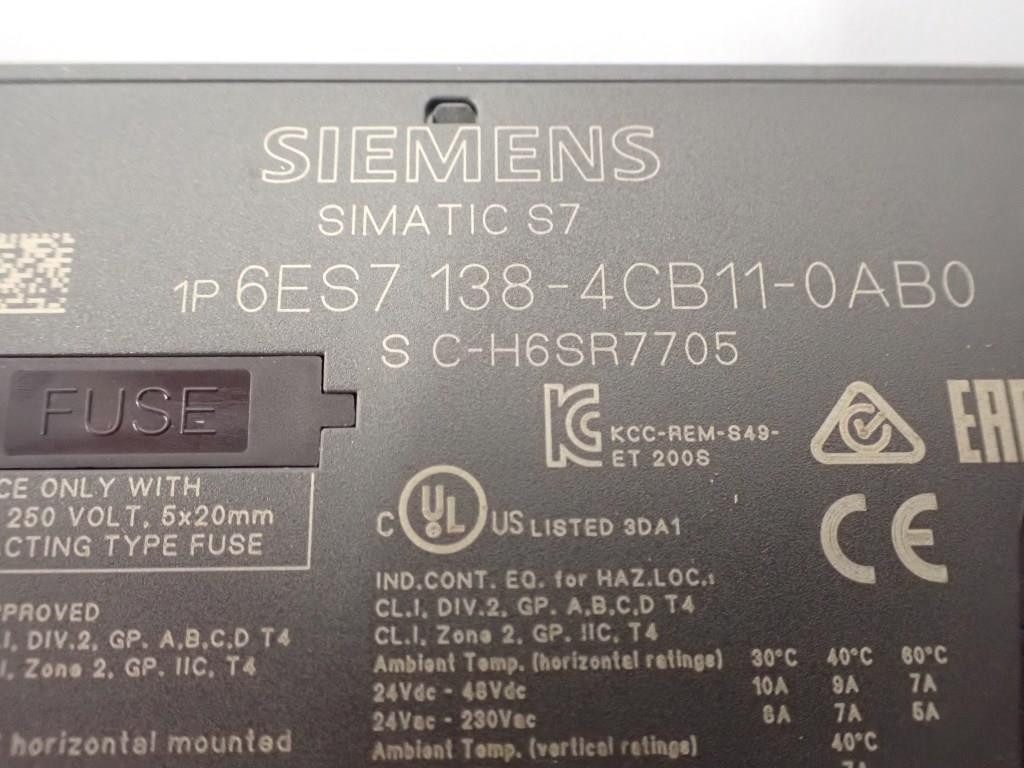 SIEMENS
SIMATIC S7
1P 6ES7 138-4CB11-0AB0
S C-H6SR7705
FUSE
KCC-REM-S49-
ET 200S
EAC
CE ONLY WITH
250 VOLT, 5x20mm
ACTING TYPE FUSE
C UL US LISTED 3DA1
CE
IND.CONT. EQ. for HAZ.LOC.:
CL.I, DIV.2, GP. A,B,C,D T4
CL.I, Zone 2, GP. IIC, T4
PPROVED
.I, DIV.2, GP. A,B,C,D T4
.I, Zone 2, GP. IIC, T4
Ambient Temp. (horizontal ratings) 30°C 40°C 60°C
24Vdc - 48Vdc 10A 9A 7A
24Vac - 230Vac 8A 7A 5A
horizontal mounted
Ambient Temp. (vertical ratings) 40°C
7A